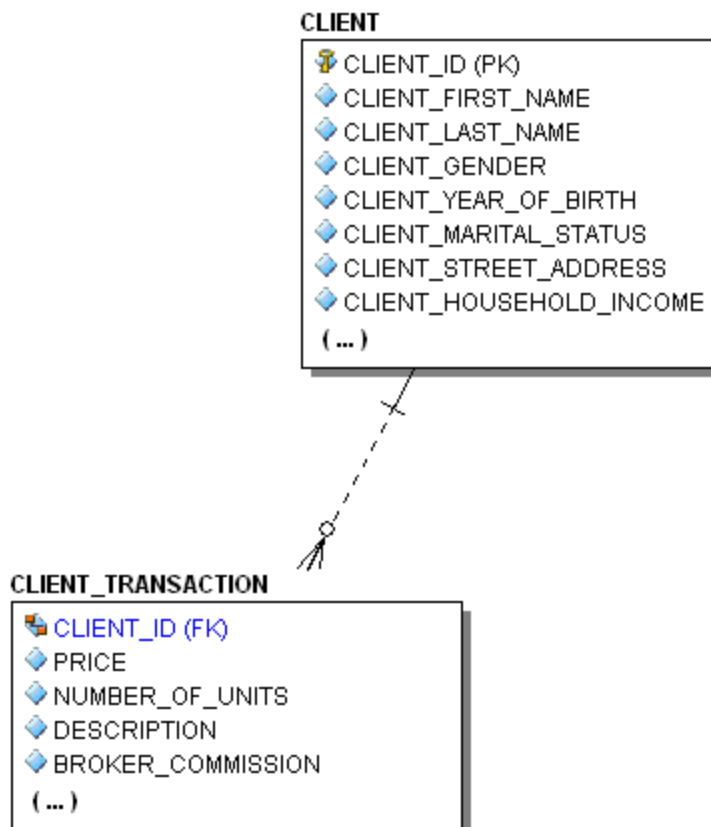 CLIENT
CLIENT_ID (PK)
CLIENT_FIRST_NAME
CLIENT_LAST_NAME
CLIENT_GENDER
CLIENT_YEAR_OF_BIRTH
CLIENT_MARITAL_STATUS
CLIENT_STREET_ADDRESS
CLIENT_HOUSEHOLD_INCOME
(...)
CLIENT_TRANSACTION
CLIENT_ID (FK)
PRICE
NUMBER_OF_UNITS
DESCRIPTION
BROKER_COMMISSION
(...)